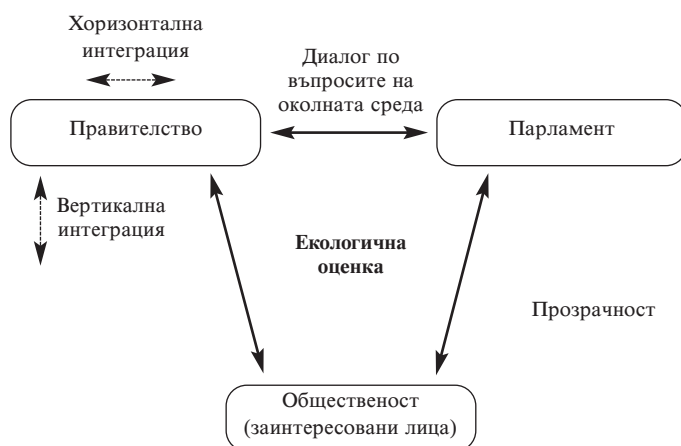 Хоризонтална
интеграция
Диалог по
въпросите на
околната среда
Правителство
Парламент
Вертикална
интеграция
Екологична
оценка
Прозрачност
Общественост
(заинтересовани лица)